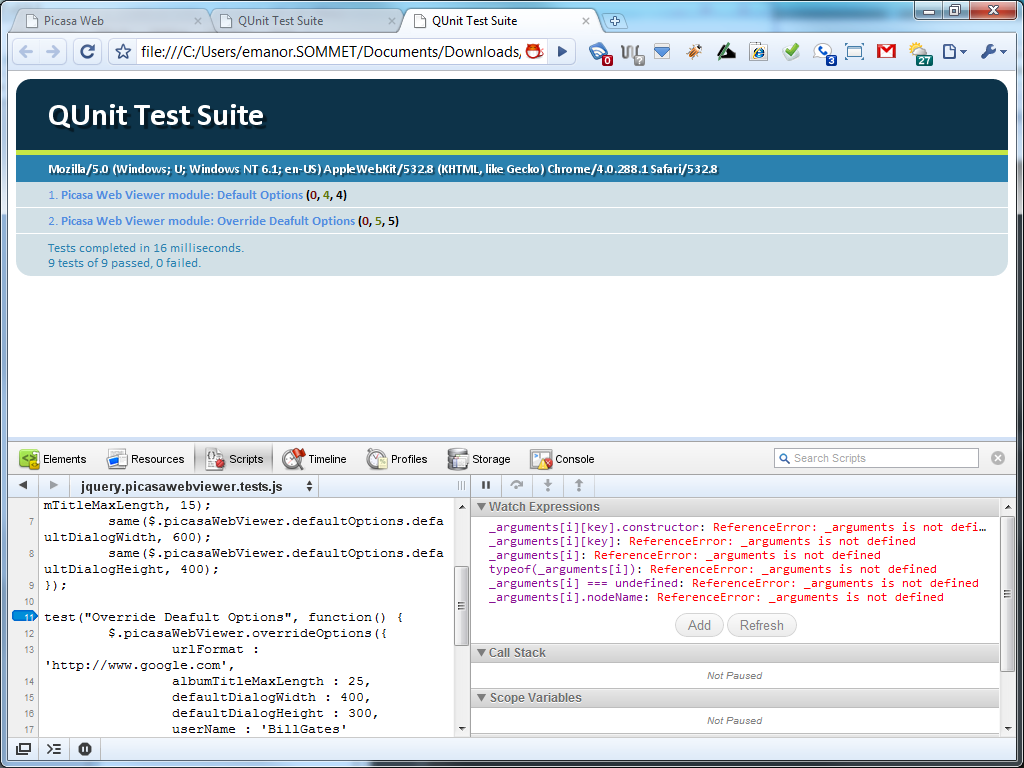 Picasa Web
QUnit Test Suite
QUnit Test Suite
file:///C:/Users/emanor.SOMMET/Documents/Downloads,
0
?
3
27
QUnit Test Suite
Mozilla/5.0 (Windows; U; Windows NT 6.1; en-US) AppleWebKit/532.8 (KHTML, like Gecko) Chrome/4.0.288.1 Safari/532.8
1. Picasa Web Viewer module: Default Options (0, 4, 4)
2. Picasa Web Viewer module: Override Deafult Options (0, 5, 5)
Tests completed in 16 milliseconds.
9 tests of 9 passed, 0 failed.
Elements
Resources
Scripts
Timeline
Profiles
Storage
Console
Search Scripts
jquery.picasawebviewer.tests.js
mTitleMaxLength, 15);
7 same($.picasaWebViewer.defaultOptions.defa
ultDialogWidth, 600);
8 same($.picasaWebViewer.defaultOptions.defa
ultDialogHeight, 400);
9 });
10
11 test("Override Deafult Options", function() {
12 $.picasaWebViewer.overrideOptions({
13 urlFormat :
'http://www.google.com',
14 albumTitleMaxLength : 25,
15 defaultDialogWidth : 400,
16 defaultDialogHeight : 300,
17 userName : 'BillGates'
Watch Expressions
_arguments[i][key].constructor: ReferenceError: _arguments is not defi…
_arguments[i][key]: ReferenceError: _arguments is not defined
_arguments[i]: ReferenceError: _arguments is not defined
typeof(_arguments[i]): ReferenceError: _arguments is not defined
_arguments[i] === undefined: ReferenceError: _arguments is not defined
_arguments[i].nodeName: ReferenceError: _arguments is not defined
Add
Refresh
Call Stack
Not Paused
Scope Variables
Not Paused